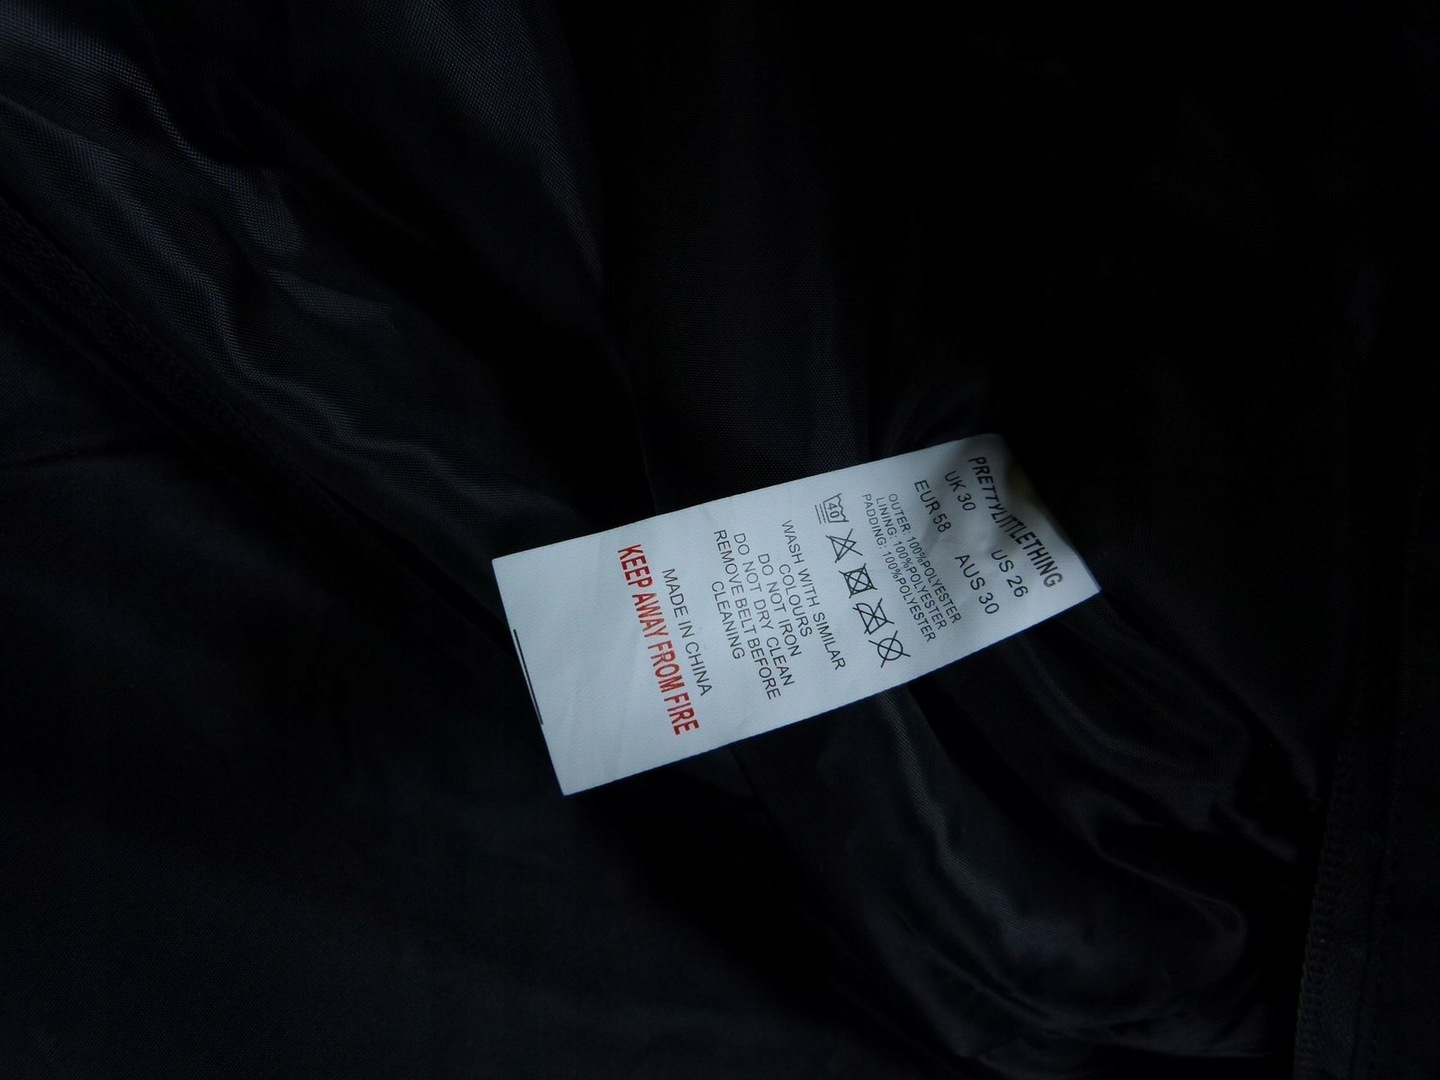 PRETTYLITTLETHING
UK 30 US 26
EUR 58 AUS 30
OUTER: 100%POLYESTER
LINING: 100%POLYESTER
PADDING: 100%POLYESTER
40
WASH WITH SIMILAR
COLOURS
DO NOT IRON
DO NOT DRY CLEAN
REMOVE BELT BEFORE
CLEANING
MADE IN CHINA
KEEP AWAY FROM FIRE